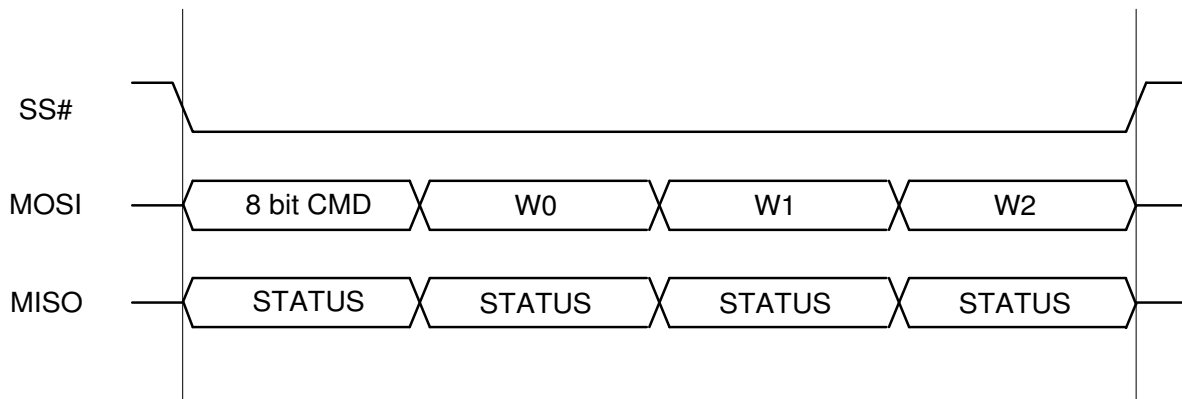 SS#
MOSI 8 bit CMD W0 W1 W2
MISO STATUS STATUS STATUS STATUS